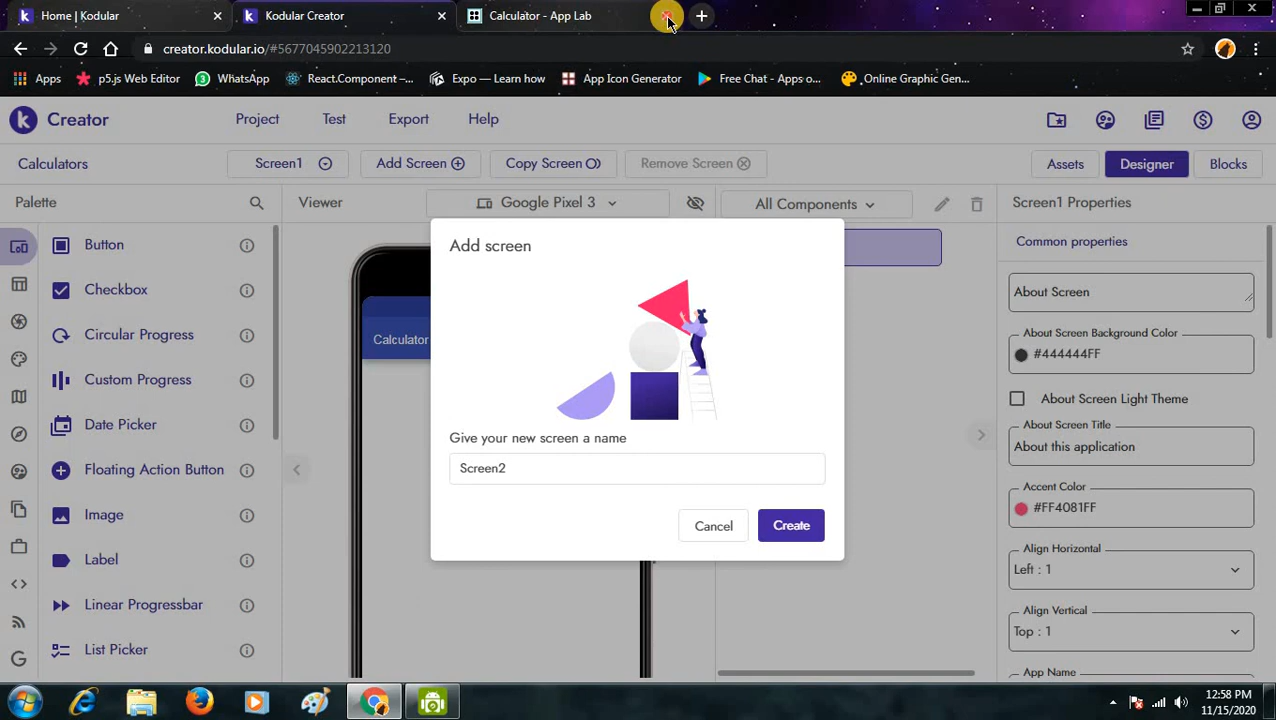 Home | Kodular
Kodular Creator
Calculator - App Lab
creator.kodular.io/#5677045902213120
Apps
p5.js Web Editor
WhatsApp
React.Component –...
Expo — Learn how
App Icon Generator
Free Chat - Apps o...
Online Graphic Gen...
Creator
Project
Test
Export
Help
Calculators
Screen1
Add Screen
Copy Screen
Remove Screen
Assets
Designer
Blocks
Palette
Viewer
Google Pixel 3
All Components
Screen1 Properties
Button
Checkbox
Circular Progress
Custom Progress
Date Picker
Floating Action Button
Image
Label
Linear Progressbar
List Picker
Calculator
Add screen
Give your new screen a name
Screen2
Cancel
Create
Common properties
About Screen
About Screen Background Color
#444444FF
About Screen Light Theme
About Screen Title
About this application
Accent Color
#FF4081FF
Align Horizontal
Left : 1
Align Vertical
Top : 1
App Name
12:58 PM
11/15/2020